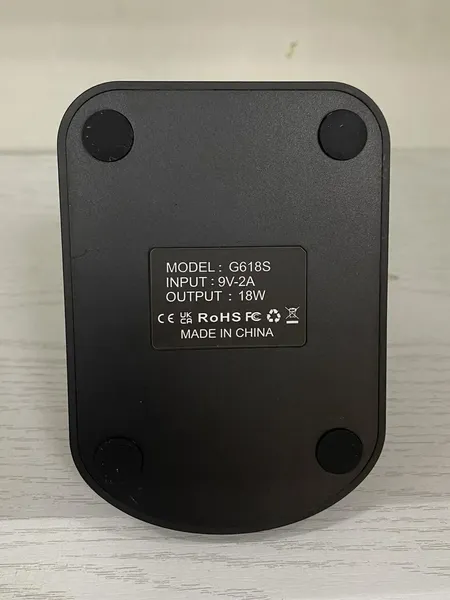 MODEL : G618S
INPUT : 9V-2A
OUTPUT : 18W
CE UK CA RoHS FC
MADE IN CHINA